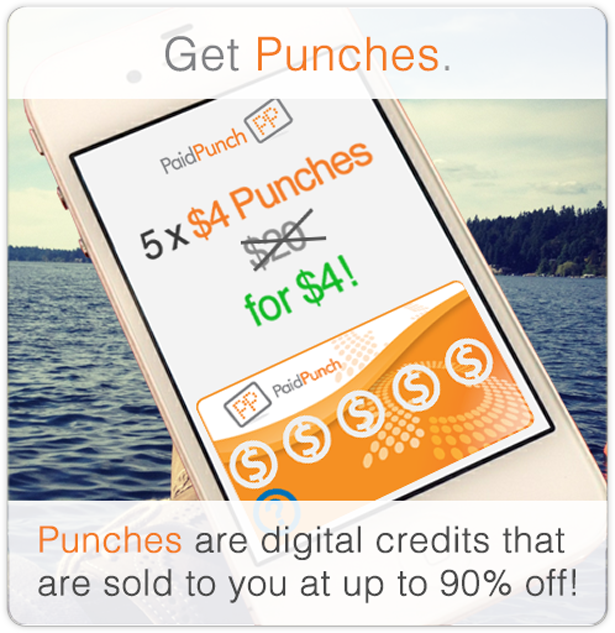 Get Punches.
PaidPunch PP
5 x $4 Punches
$20
for $4!
PP PaidPunch
$ $ $ $ $
?
Punches are digital credits that
are sold to you at up to 90% off!